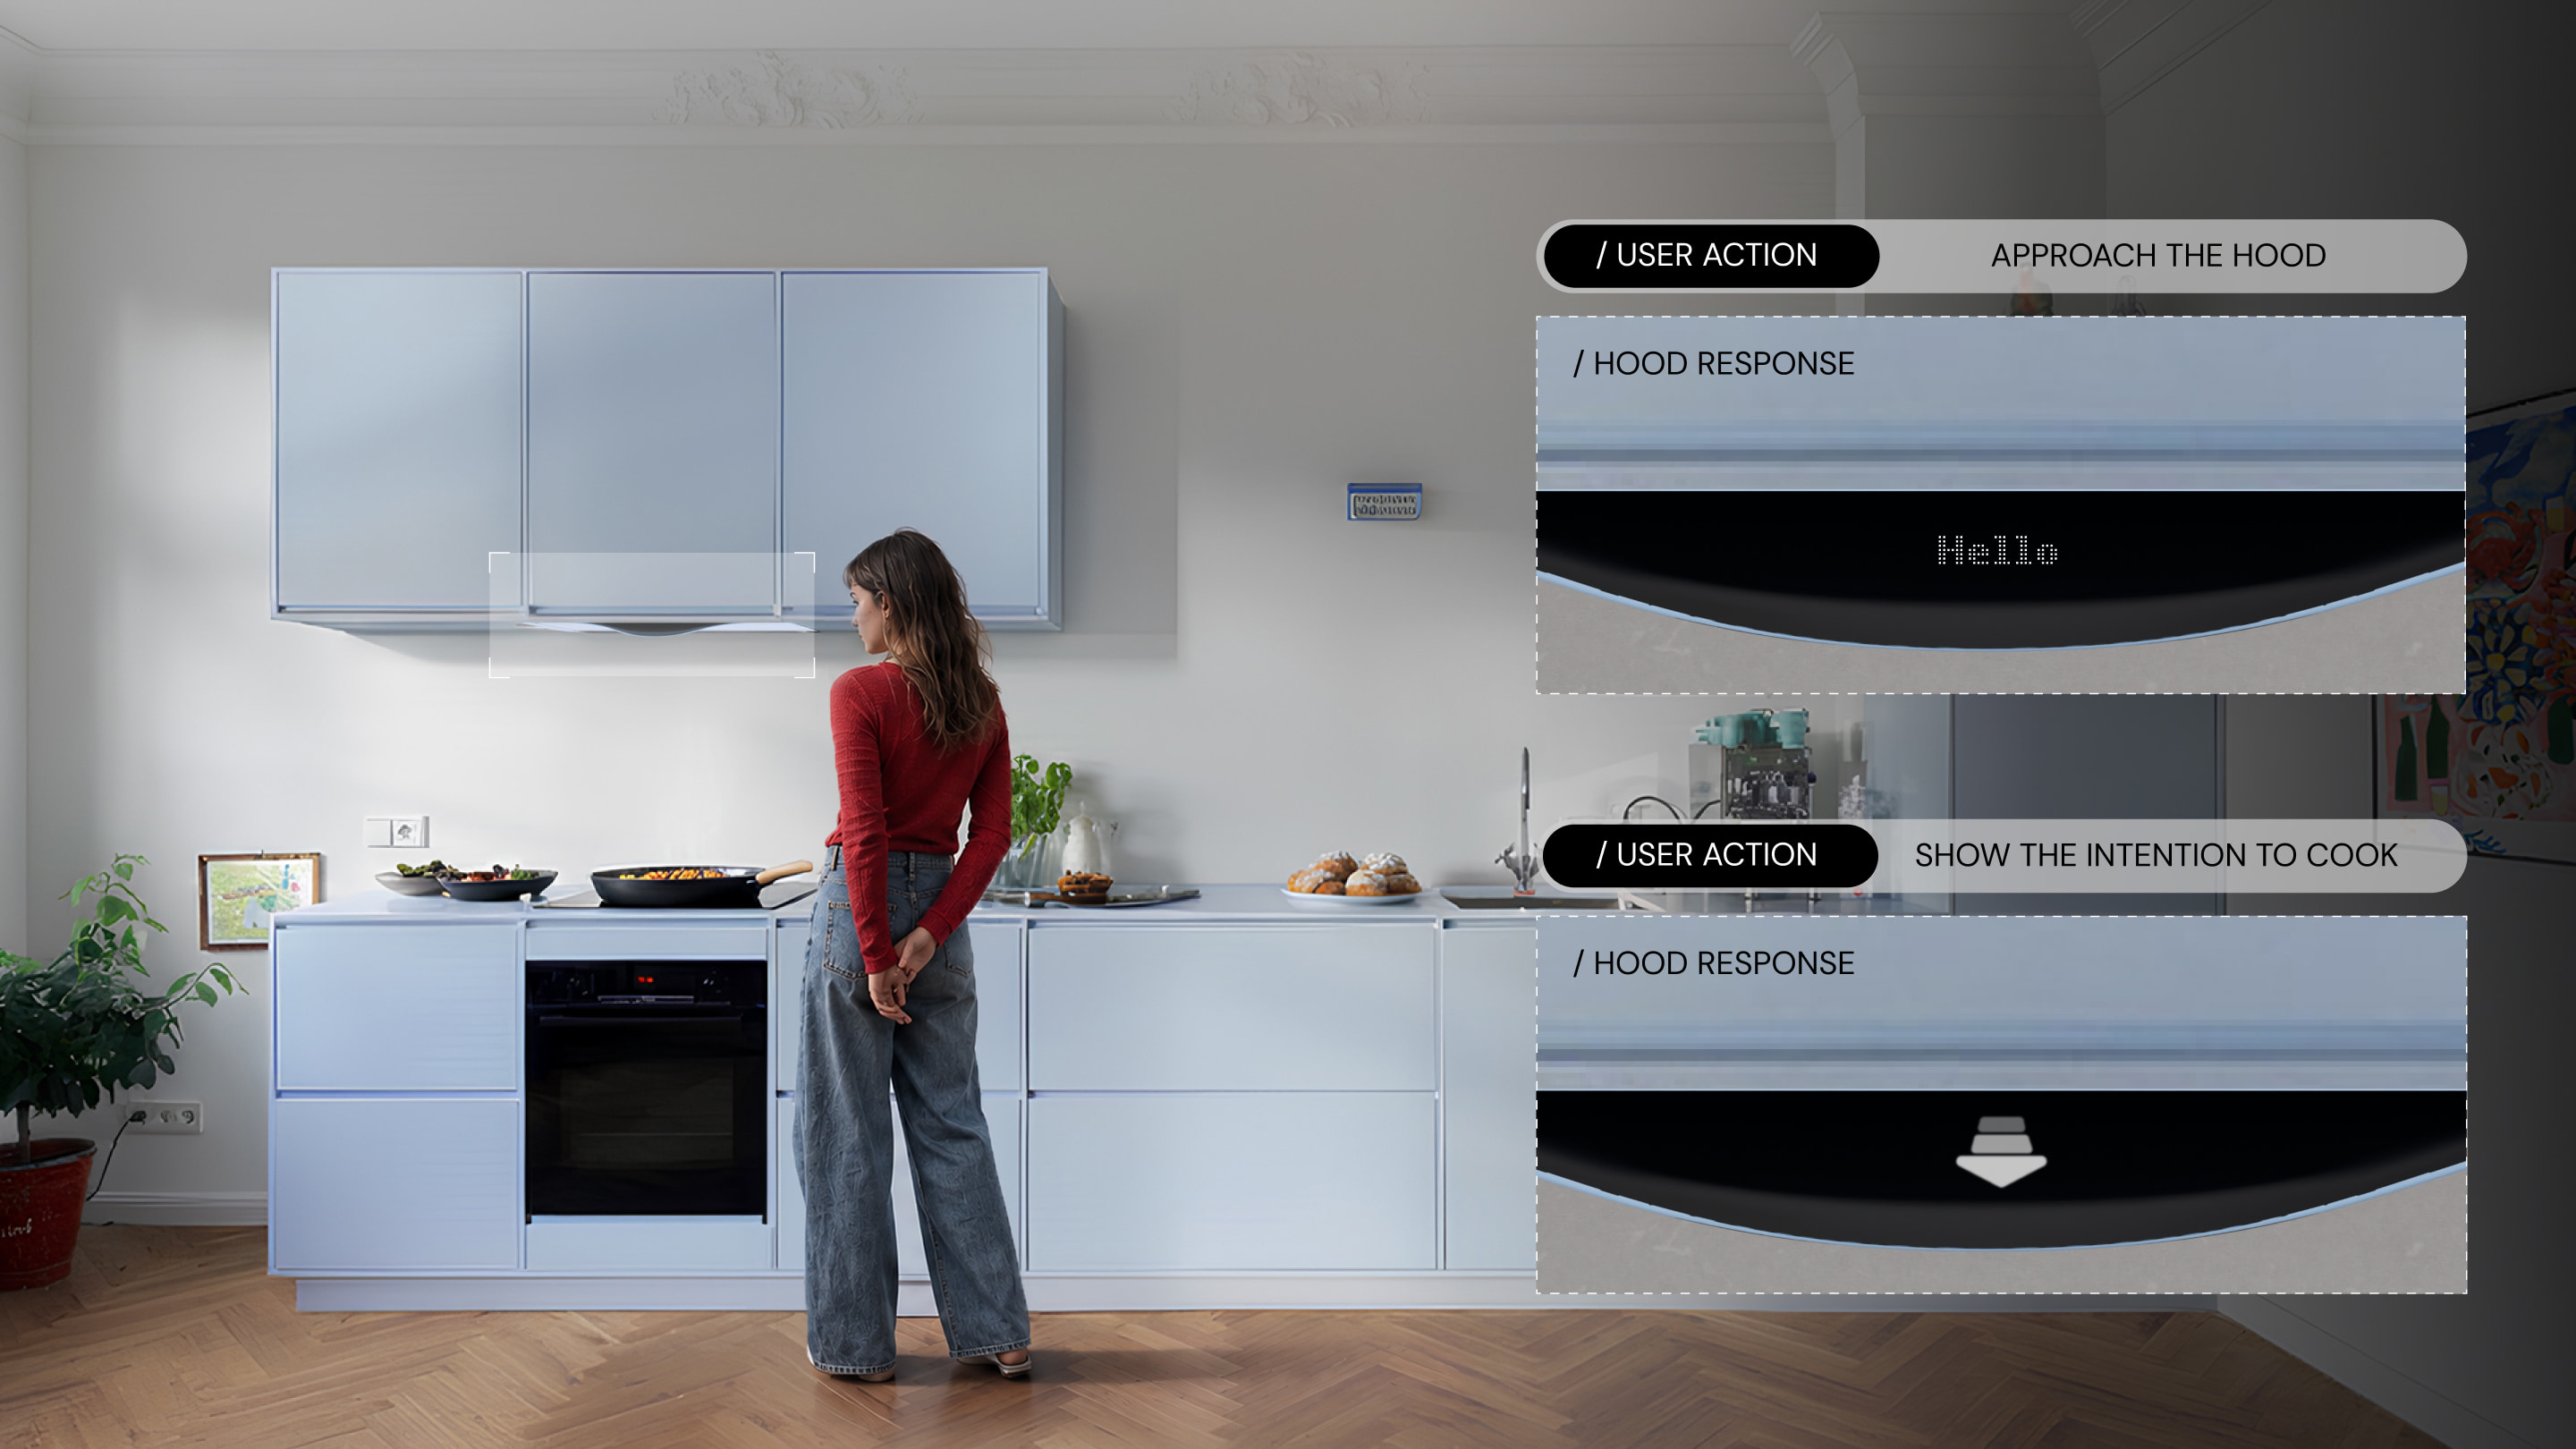 / USER ACTION
APPROACH THE HOOD
/ HOOD RESPONSE
Hello
/ USER ACTION
SHOW THE INTENTION TO COOK
/ HOOD RESPONSE